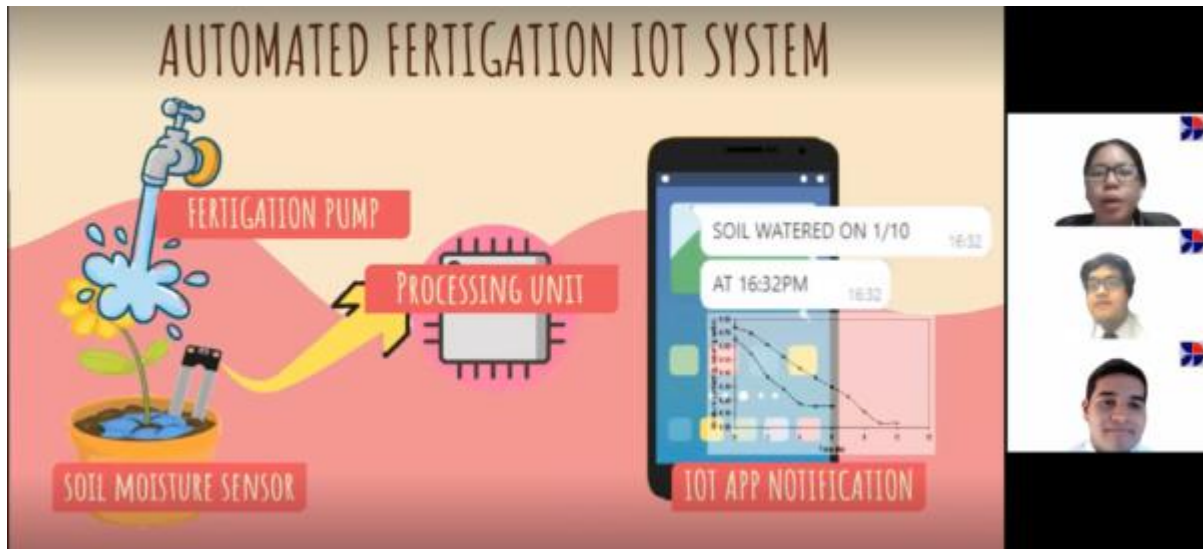 AUTOMATED FERTIGATION IOT SYSTEM
FERTIGATION PUMP
PROCESSING UNIT
SOIL WATERED ON 1/10
16:32
AT 16:32PM
16:32
SOIL MOISTURE SENSOR
IOT APP NOTIFICATION